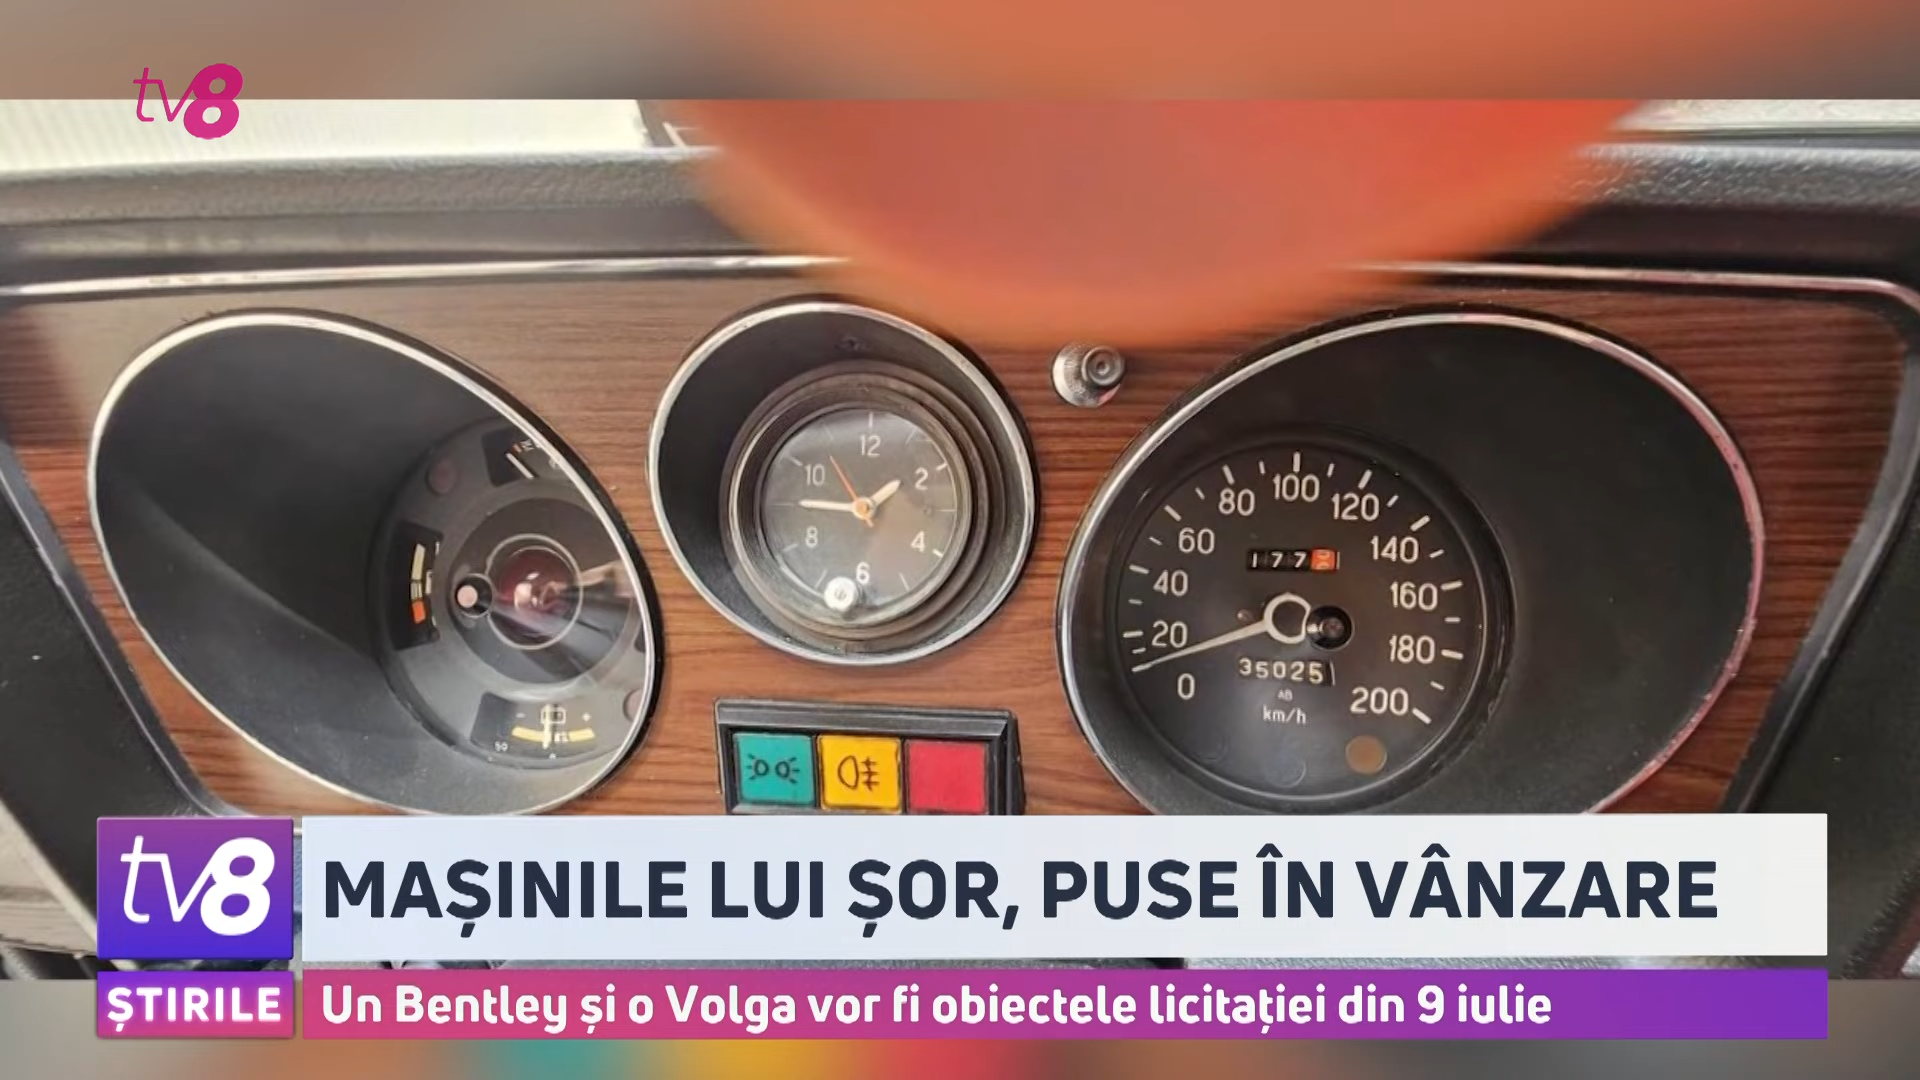 tv8
12
10 2
8 4
6
80 100 120
60 140
40 160
20 180
0 200
177
35025
km/h
tv8
MAȘINILE LUI ȘOR, PUSE ÎN VÂNZARE
ȘTIRILE
Un Bentley și o Volga vor fi obiectele licitației din 9 iulie